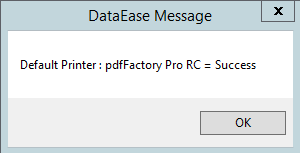 DataEase Message
x
Default Printer : pdfFactory Pro RC = Success
OK